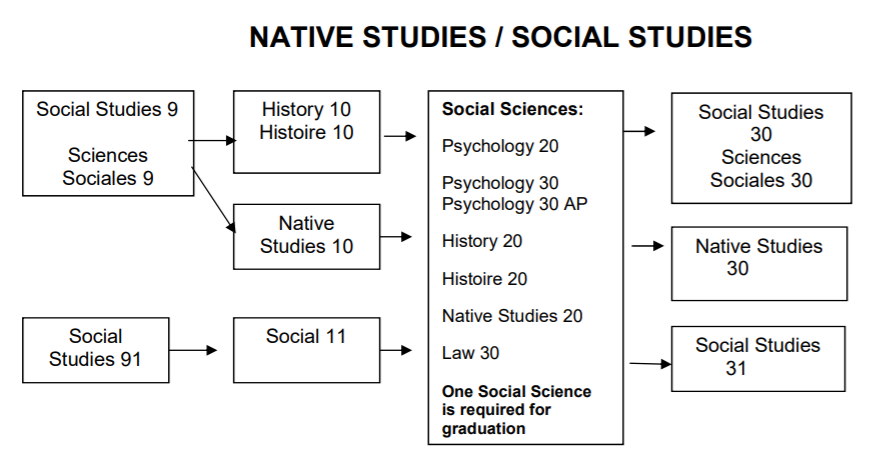 NATIVE STUDIES / SOCIAL STUDIES
Social Studies 9
Sciences
Sociales 9
History 10
Histoire 10
Native
Studies 10
Social
Studies 91
Social 11
Social Sciences:
Psychology 20
Psychology 30
Psychology 30 AP
History 20
Histoire 20
Native Studies 20
Law 30
One Social Science
is required for
graduation
Social Studies
30
Sciences
Sociales 30
Native Studies
30
Social Studies
31